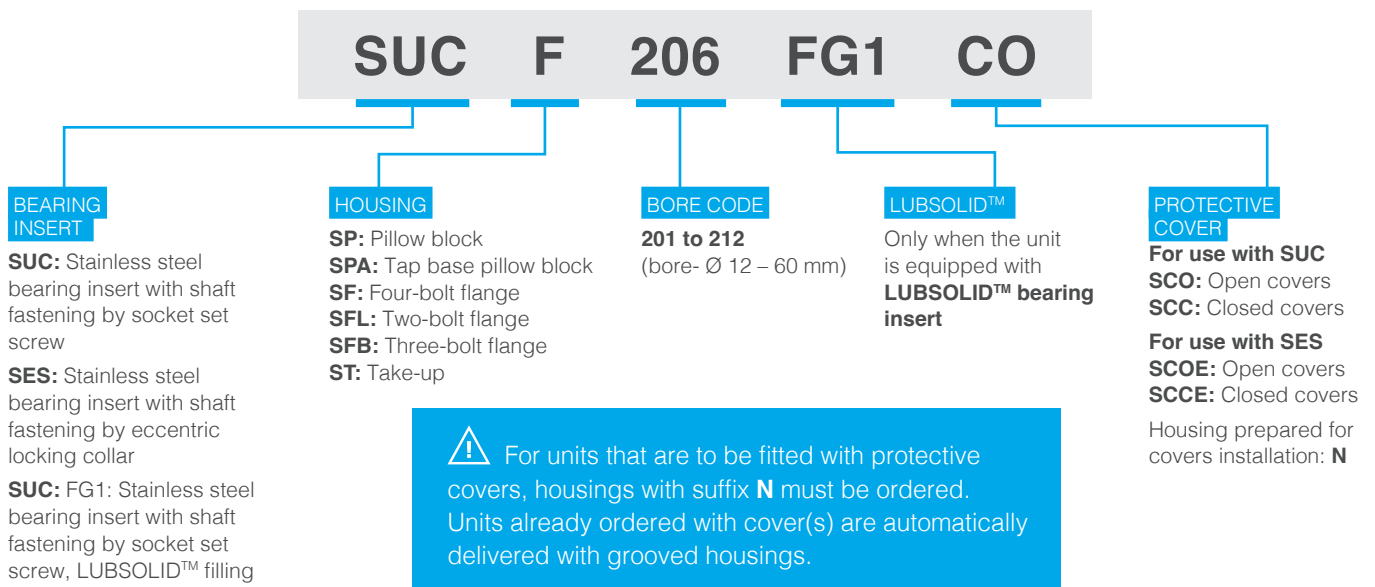 SUC F 206 FG1 CO
BEARING
INSERT
SUC: Stainless steel
bearing insert with shaft
fastening by socket set
screw
SES: Stainless steel
bearing insert with shaft
fastening by eccentric
locking collar
SUC: FG1: Stainless steel
bearing insert with shaft
fastening by socket set
screw, LUBSOLID™ filling
HOUSING
SP: Pillow block
SPA: Tap base pillow block
SF: Four-bolt flange
SFL: Two-bolt flange
SFB: Three-bolt flange
ST: Take-up
BORE CODE
201 to 212
(bore- Ø 12 – 60 mm)
LUBSOLID™
Only when the unit
is equipped with
LUBSOLID™ bearing
insert
PROTECTIVE
COVER
For use with SUC
SCO: Open covers
SCC: Closed covers
For use with SES
SCOE: Open covers
SCCE: Closed covers
Housing prepared for
covers installation: N
For units that are to be fitted with protective
covers, housings with suffix N must be ordered.
Units already ordered with cover(s) are automatically
delivered with grooved housings.